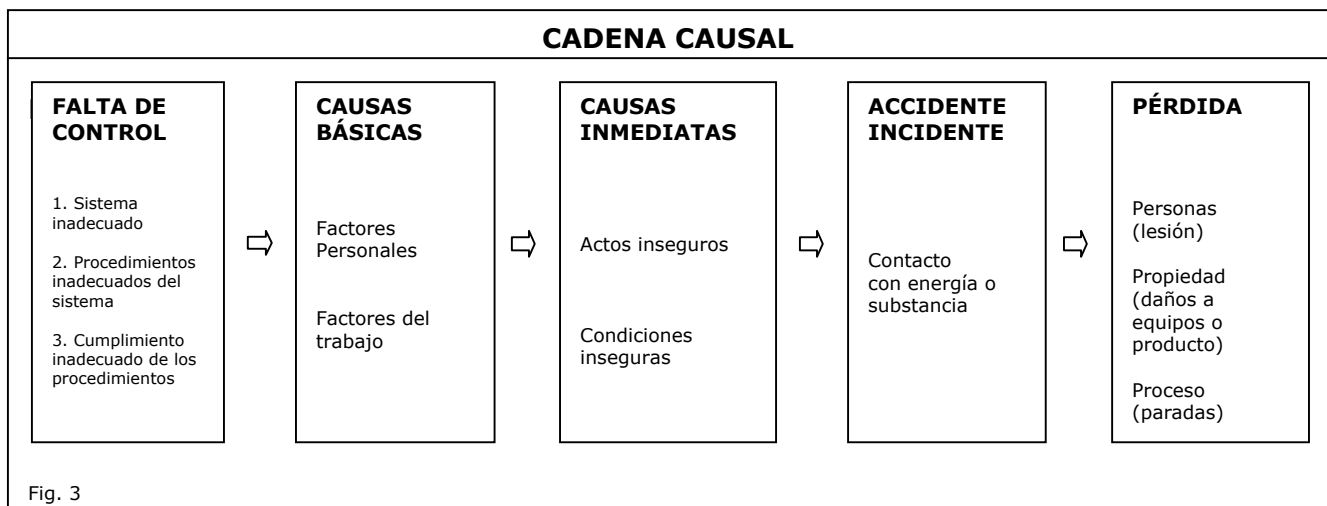 CADENA CAUSAL
FALTA DE
CONTROL
1. Sistema
inadecuado
2. Procedimientos
inadecuados del
sistema
3. Cumplimiento
inadecuado de los
procedimientos
CAUSAS
BÁSICAS
Factores
Personales
Factores del
trabajo
CAUSAS
INMEDIATAS
Actos inseguros
Condiciones
inseguras
ACCIDENTE
INCIDENTE
Contacto
con energía o
substancia
PÉRDIDA
Personas
(lesión)
Propiedad
(daños a
equipos o
producto)
Proceso
(paradas)
Fig. 3